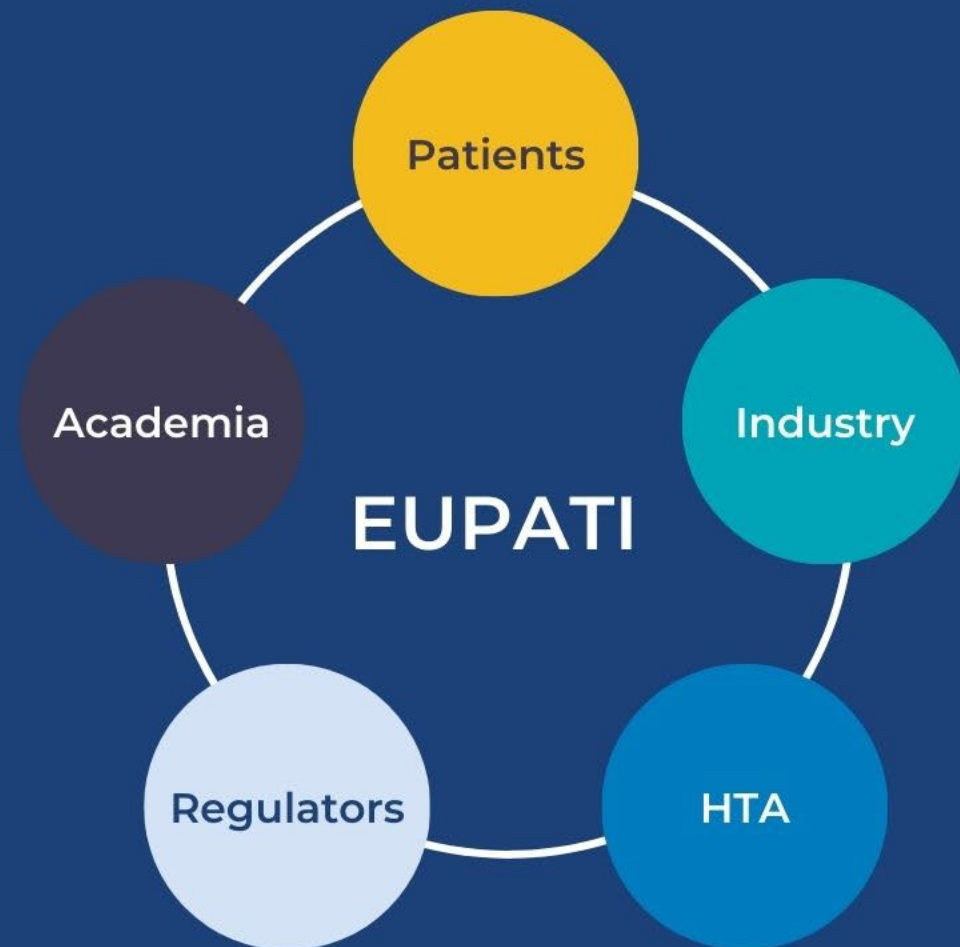 Patients
Academia
Industry
EUPATI
Regulators
HTA